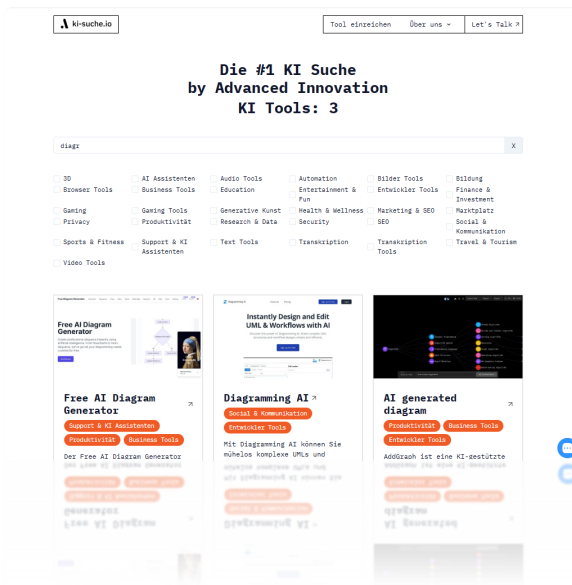 ki-suche.io
Tool einreichen Über uns Let's Talk
Die #1 KI Suche
by Advanced Innovation
KI Tools: 3
diagr X
3D AI Assistenten Audio Tools Automation Bilder Tools Bildung
Browser Tools Business Tools Education Entertainment & Fun Entwickler Tools Finance & Investment
Gaming Gaming Tools Generative Kunst Health & Wellness Marketing & SEO Marktplatz
Privacy Produktivität Research & Data Security SEO Social & Kommunikation
Sports & Fitness Support & KI Assistenten Text Tools Transkription Transkription Tools Travel & Tourism
Video Tools
Free AI Diagram
Generator
Instantly Design and Edit
UML & Workflows with AI
Free AI Diagram
Generator
Support & KI Assistenten
Produktivität Business Tools
Der Free AI Diagram Generator
Diagramming AI
Social & Kommunikation
Entwickler Tools
Mit Diagramming AI können Sie
mühelos komplexe UMLs und
AI generated
diagram
Produktivität Business Tools
Entwickler Tools
AddGraph ist eine KI-gestützte